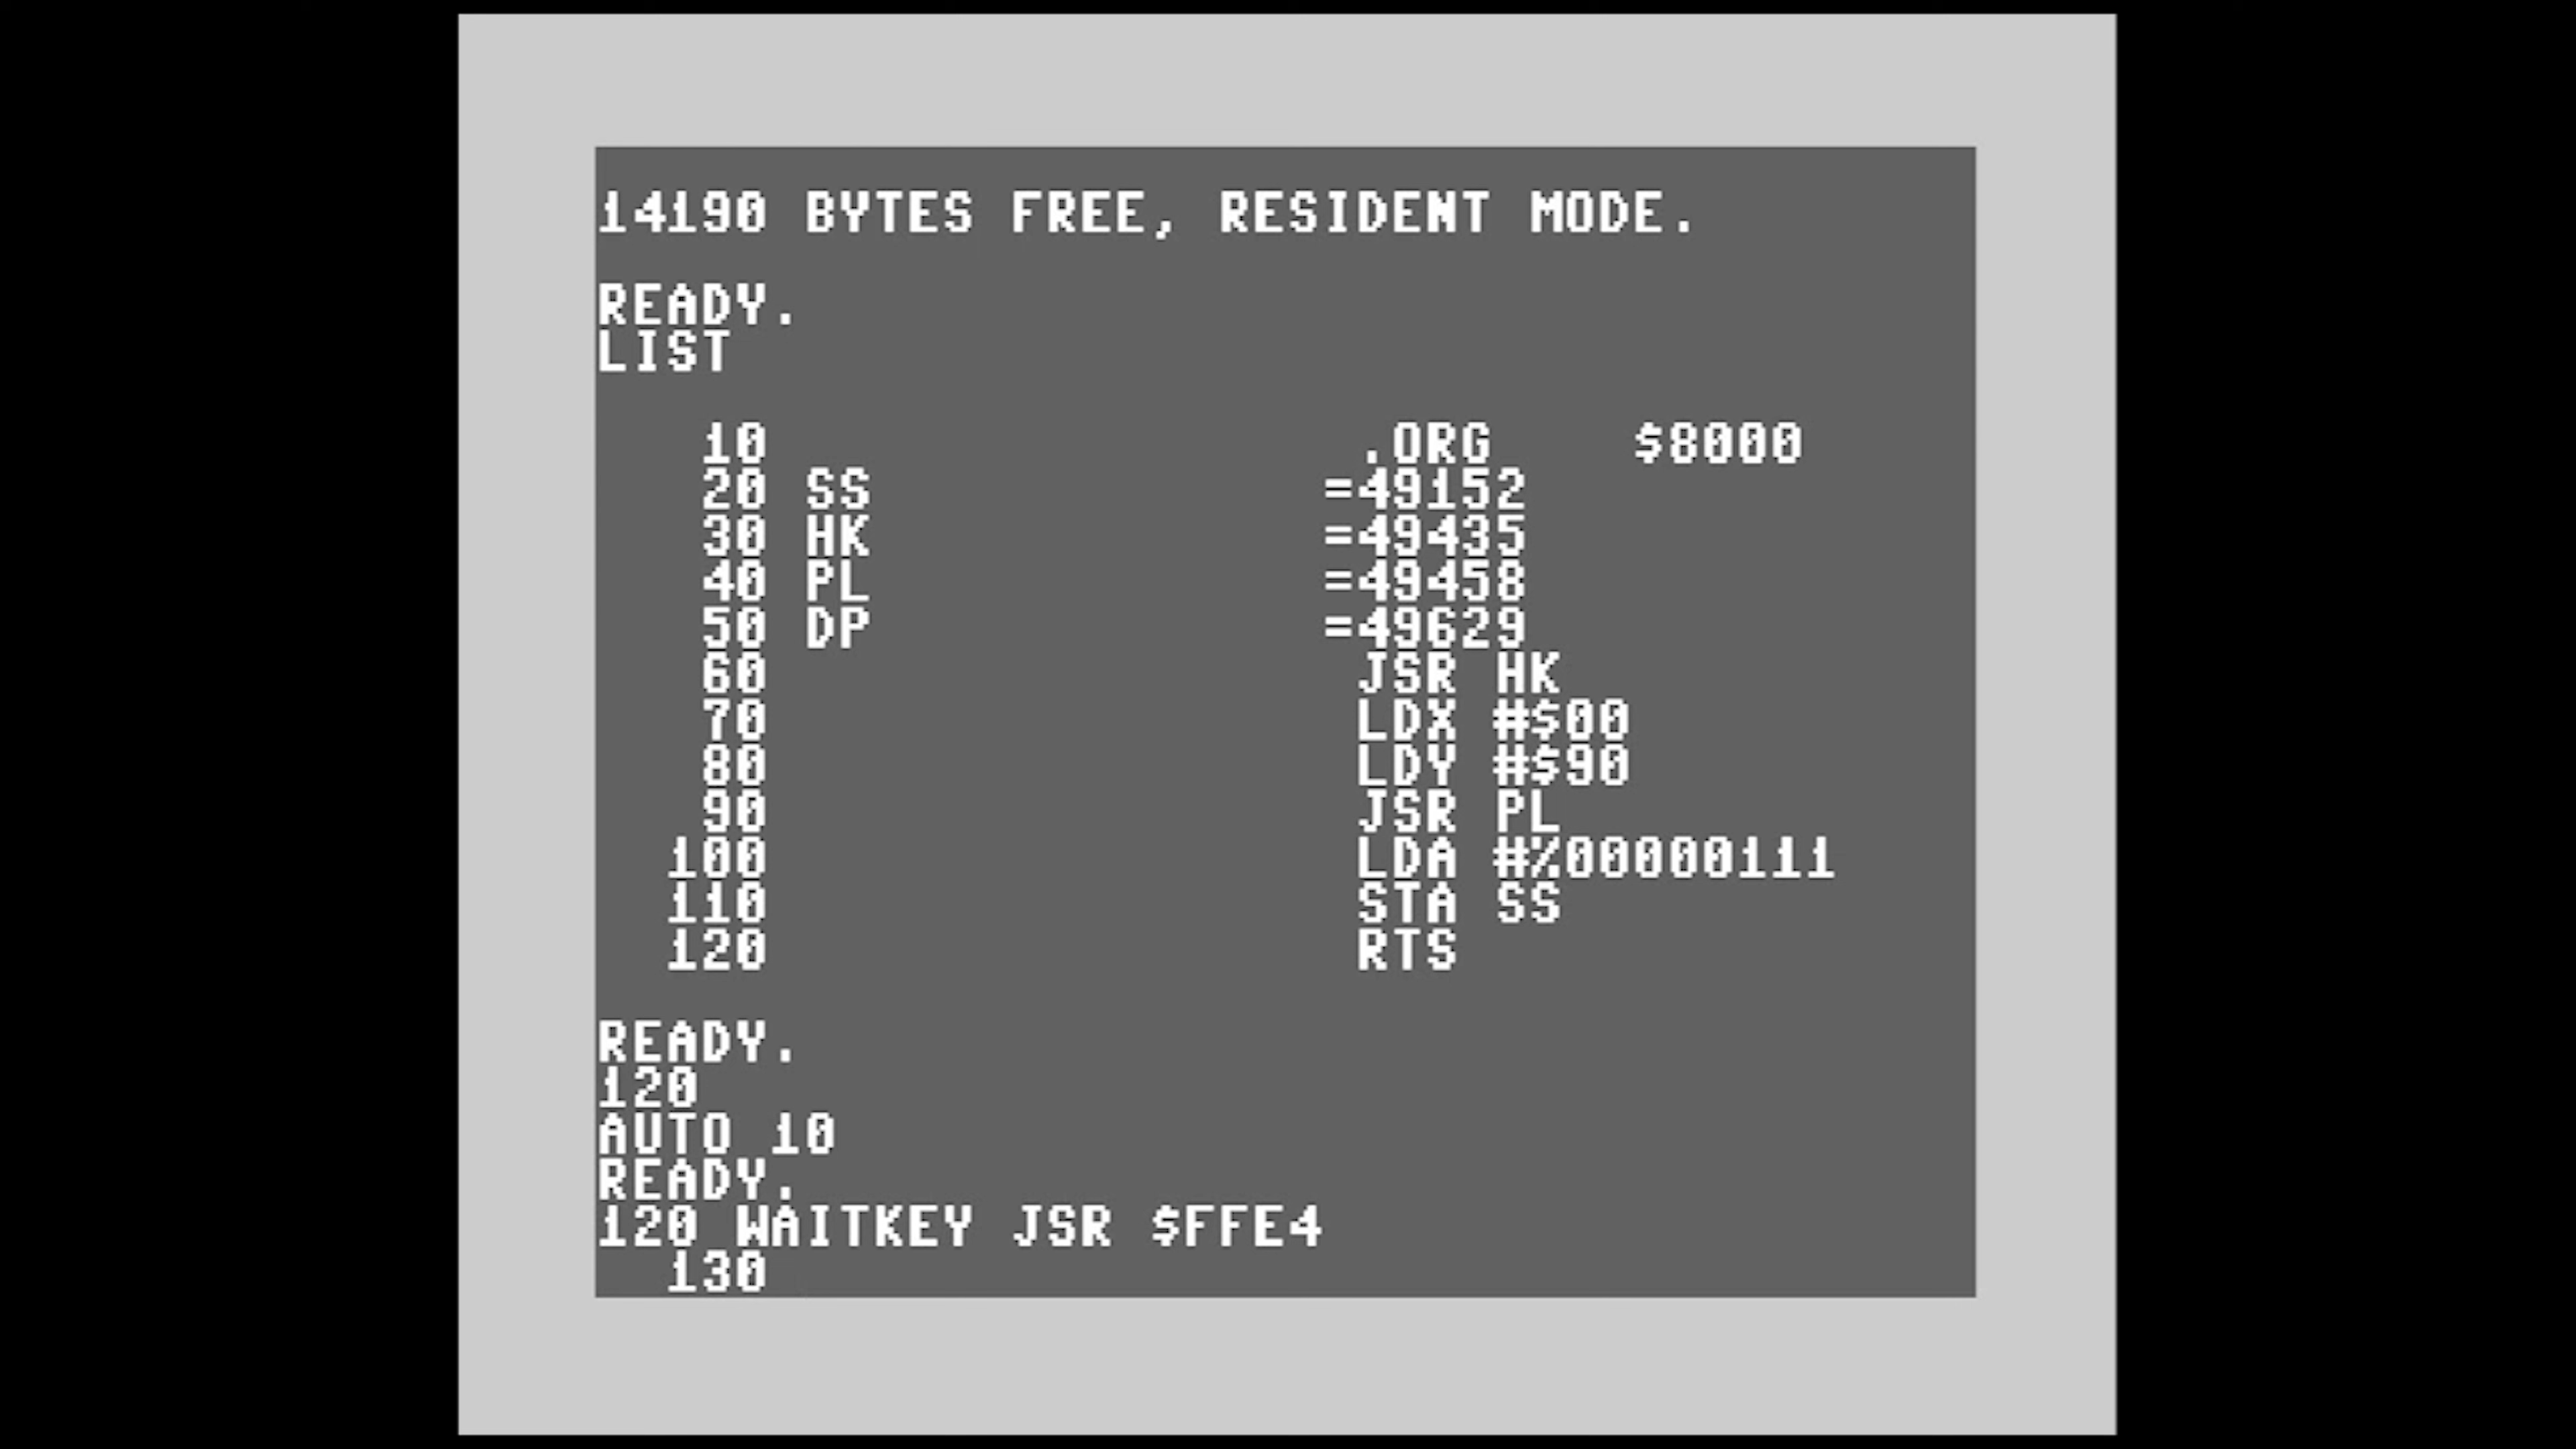 14190 BYTES FREE, RESIDENT MODE.
READY.
LIST
10 .ORG $8000
20 SS =49152
30 HK =49435
40 PL =49458
50 DP =49629
60 JSR HK
70 LDX #$00
80 LDY #$90
90 JSR PL
100 LDA #%00000111
110 STA SS
120 RTS
READY.
120
AUTO 10
READY.
120 WAITKEY JSR $FFE4
130